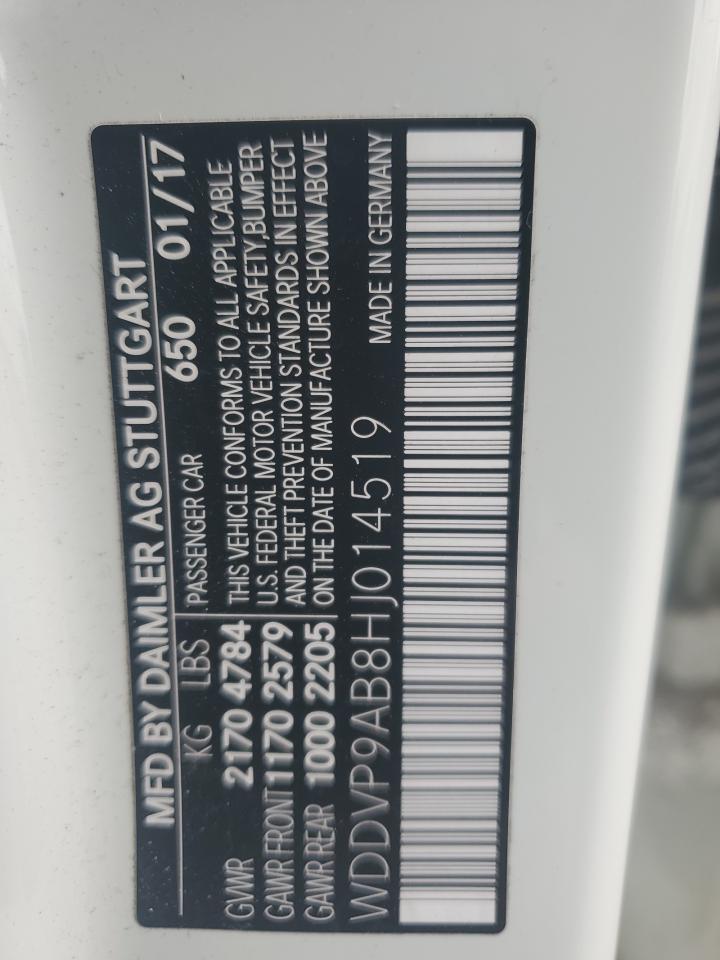 MFD BY DAIMLER AG STUTTGART
KG LBS PASSENGER CAR 650 01/17
GVWR 2170 4784 THIS VEHICLE CONFORMS TO ALL APPLICABLE
GAWR FRONT 1170 2579 U.S. FEDERAL MOTOR VEHICLE SAFETY,BUMPER
GAWR REAR 1000 2205 AND THEFT PREVENTION STANDARDS IN EFFECT
ON THE DATE OF MANUFACTURE SHOWN ABOVE
WDDVP9AB8HJ014519 MADE IN GERMANY